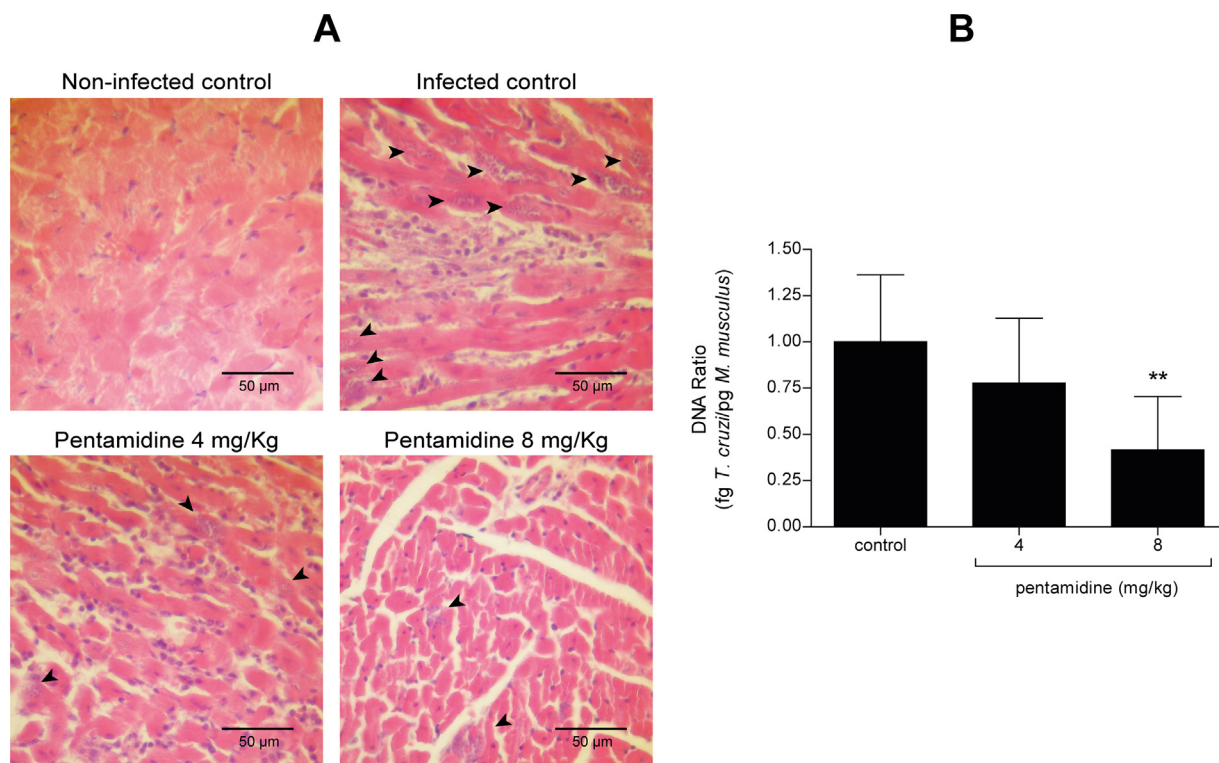 A
Non-infected control
Infected control
50 µm
50 µm
Pentamidine 4 mg/Kg
Pentamidine 8 mg/Kg
50 µm
50 µm
B
DNA Ratio
(fg T. cruzi/pg M. musculus)
1.50
1.25
1.00
0.75
0.50
0.25
0.00
**
control
4
8
pentamidine (mg/kg)